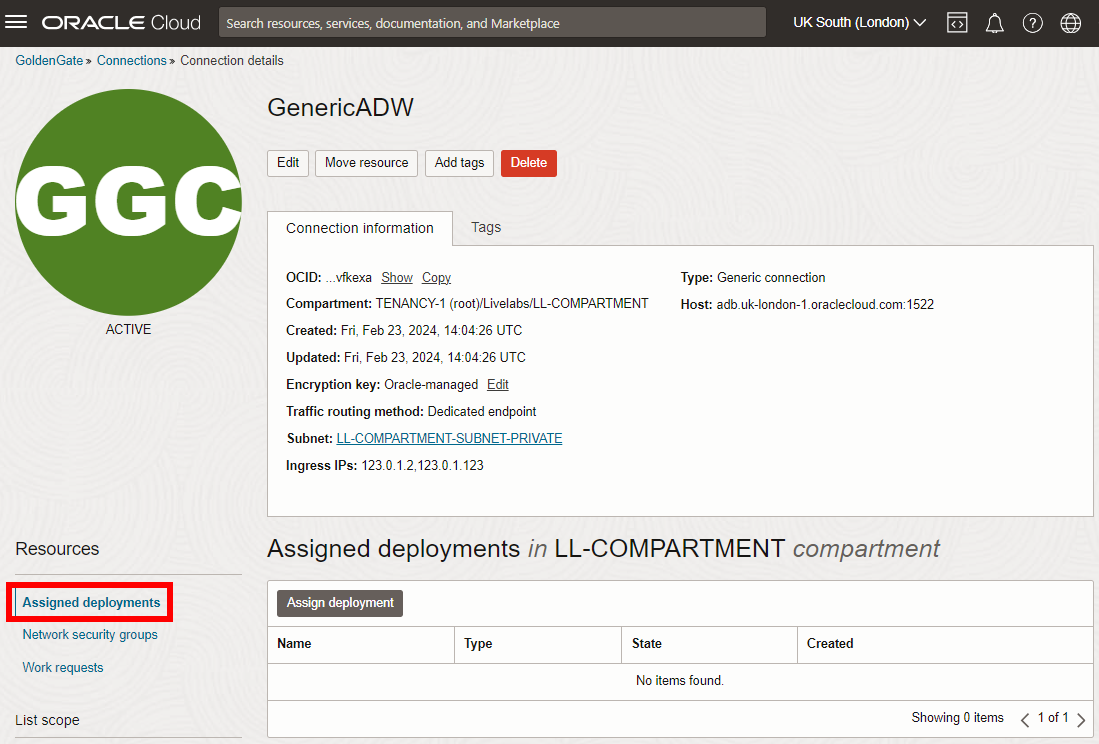 ORACLE Cloud
Search resources, services, documentation, and Marketplace
UK South (London)
GoldenGate » Connections » Connection details
GGC
ACTIVE
GenericADW
Edit Move resource Add tags Delete
Connection information Tags
OCID: ...vfkexa Show Copy
Compartment: TENANCY-1 (root)/Livelabs/LL-COMPARTMENT
Created: Fri, Feb 23, 2024, 14:04:26 UTC
Updated: Fri, Feb 23, 2024, 14:04:26 UTC
Encryption key: Oracle-managed Edit
Traffic routing method: Dedicated endpoint
Subnet: LL-COMPARTMENT-SUBNET-PRIVATE
Ingress IPs: 123.0.1.2,123.0.1.123
Type: Generic connection
Host: adb.uk-london-1.oraclecloud.com:1522
Resources
Assigned deployments
Network security groups
Work requests
List scope
Assigned deployments in LL-COMPARTMENT compartment
Assign deployment
Name Type State Created
No items found.
Showing 0 items 1 of 1